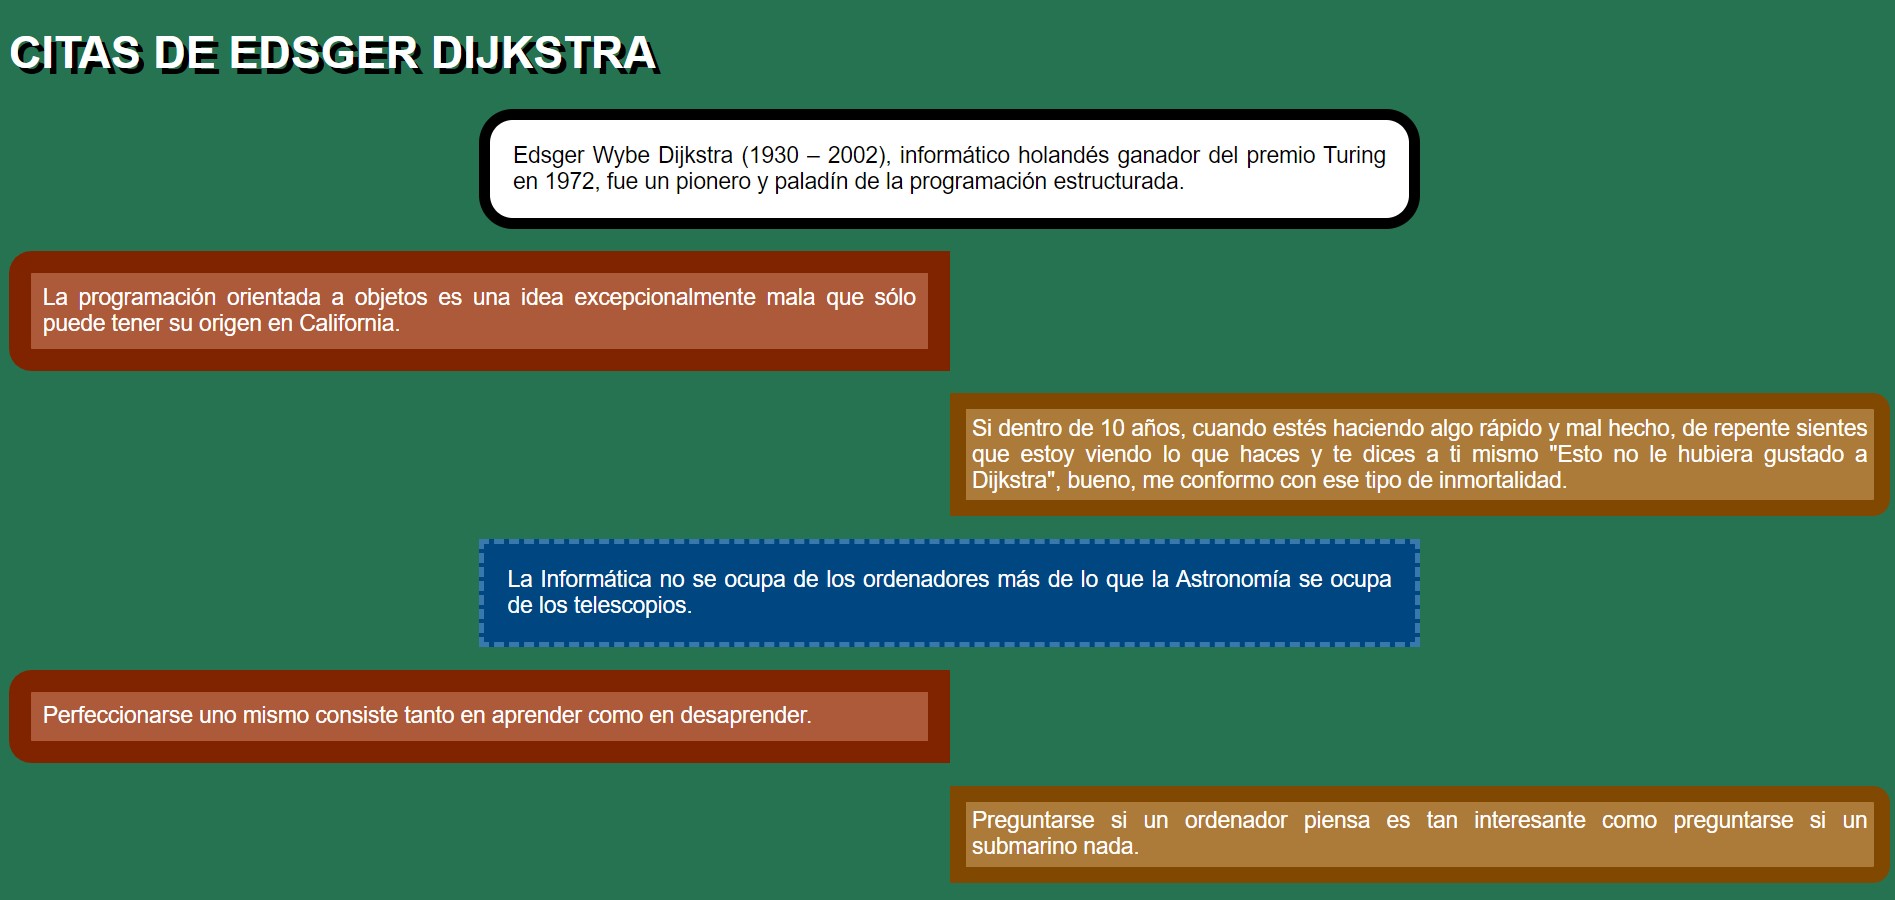 CITAS DE EDSGER DIJKSTRA
Edsger Wybe Dijkstra (1930 – 2002), informático holandés ganador del premio Turing
en 1972, fue un pionero y paladín de la programación estructurada.
La programación orientada a objetos es una idea excepcionalmente mala que sólo
puede tener su origen en California.
Si dentro de 10 años, cuando estés haciendo algo rápido y mal hecho, de repente sientes
que estoy viendo lo que haces y te dices a ti mismo "Esto no le hubiera gustado a
Dijkstra", bueno, me conformo con ese tipo de inmortalidad.
La Informática no se ocupa de los ordenadores más de lo que la Astronomía se ocupa
de los telescopios.
Perfeccionarse uno mismo consiste tanto en aprender como en desaprender.
Preguntarse si un ordenador piensa es tan interesante como preguntarse si un
submarino nada.